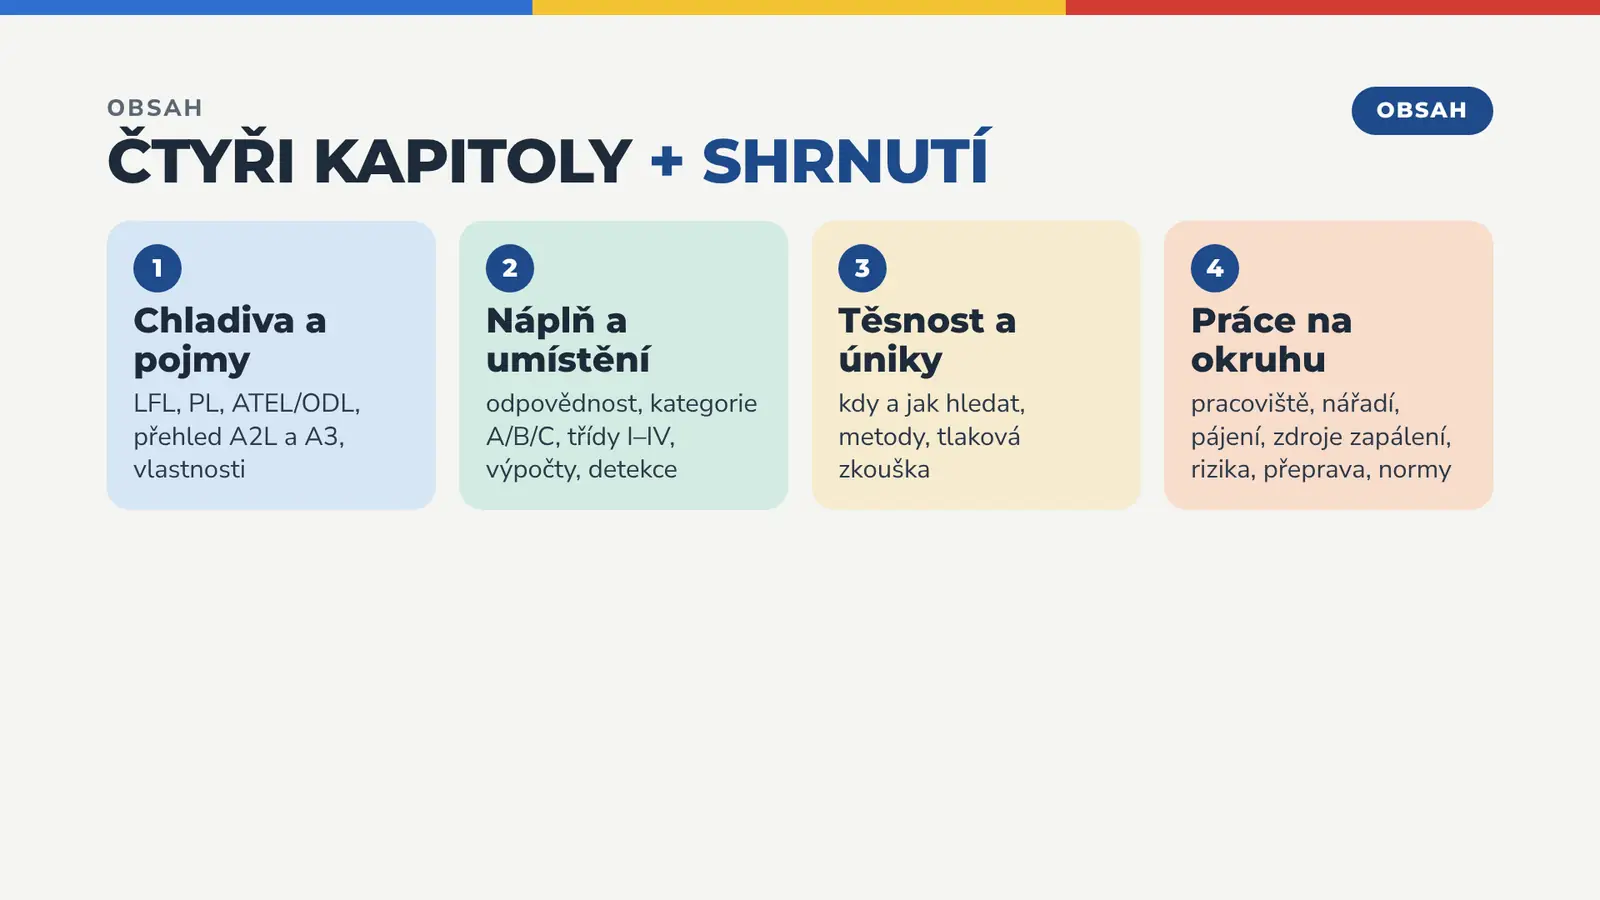 OBSAH
OBSAH
ČTYŘI KAPITOLY + SHRNUTÍ
1
Chladiva a
pojmy
LFL, PL, ATEL/ODL,
přehled A2L a A3,
vlastnosti
2
Náplň a
umístění
odpovědnost, kategorie
A/B/C, třídy I–IV,
výpočty, detekce
3
Těsnost a
úniky
kdy a jak hledat,
metody, tlaková
zkouška
4
Práce na
okruhu
pracoviště, nářadí,
pájení, zdroje zapálení,
rizika, přeprava, normy